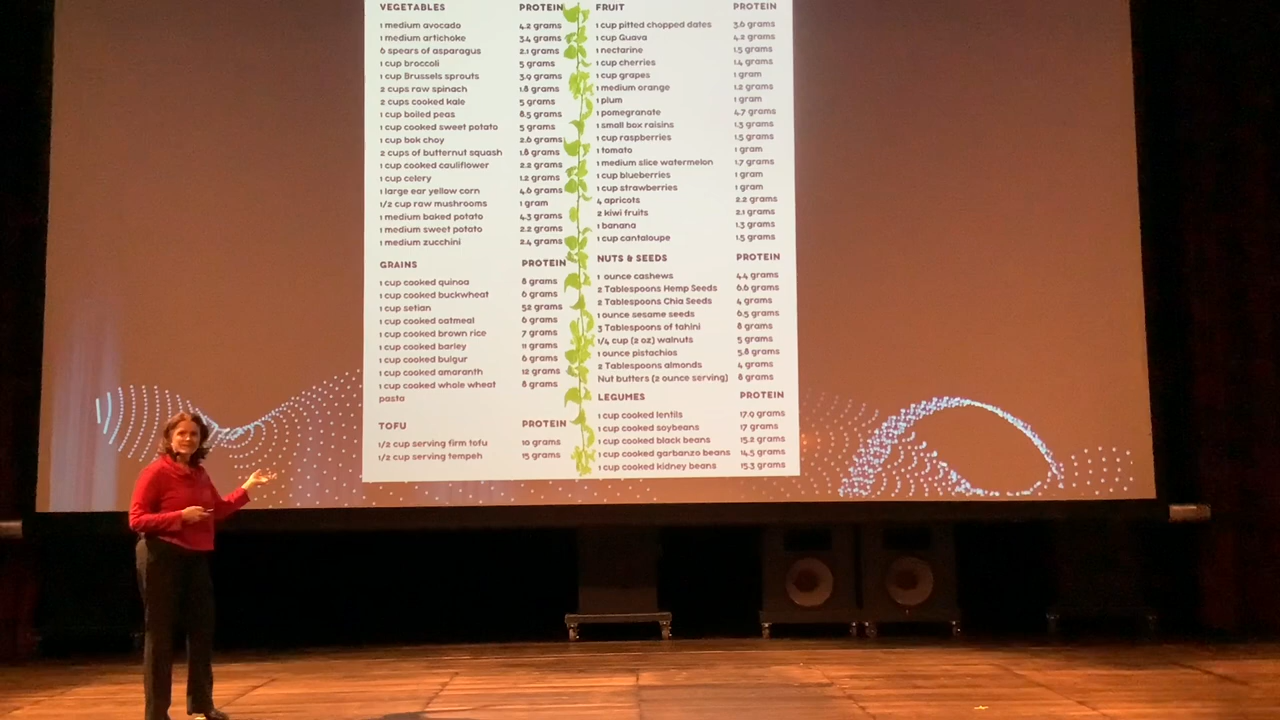 VEGETABLES PROTEIN
1 medium avocado 4.2 grams
1 medium artichoke 3.4 grams
6 spears of asparagus 2.1 grams
1 cup broccoli 5 grams
1 cup Brussels sprouts 3.9 grams
2 cups raw spinach 1.8 grams
2 cups cooked kale 5 grams
1 cup boiled peas 8.5 grams
1 cup cooked sweet potato 5 grams
1 cup bok choy 2.6 grams
2 cups of butternut squash 1.8 grams
1 cup cooked cauliflower 2.2 grams
1 cup celery 1.2 grams
1 large ear yellow corn 4.6 grams
1/2 cup raw mushrooms 1 gram
1 medium baked potato 4.3 grams
1 medium sweet potato 2.2 grams
1 medium zucchini 2.4 grams
GRAINS PROTEIN
1 cup cooked quinoa 8 grams
1 cup cooked buckwheat 6 grams
1 cup setian 52 grams
1 cup cooked oatmeal 6 grams
1 cup cooked brown rice 7 grams
1 cup cooked barley 11 grams
1 cup cooked bulgur 6 grams
1 cup cooked amaranth 12 grams
1 cup cooked whole wheat 8 grams
pasta
TOFU PROTEIN
1/2 cup serving firm tofu 10 grams
1/2 cup serving tempeh 15 grams
FRUIT PROTEIN
1 cup pitted chopped dates 3.6 grams
1 cup Guava 4.2 grams
1 nectarine 1.5 grams
1 cup cherries 1.4 grams
1 cup grapes 1 gram
1 medium orange 1.2 grams
1 plum 1 gram
1 pomegranate 4.7 grams
1 small box raisins 1.3 grams
1 cup raspberries 1.5 grams
1 tomato 1 gram
1 medium slice watermelon 1.7 grams
1 cup blueberries 1 gram
1 cup strawberries 1 gram
4 apricots 2.2 grams
2 kiwi fruits 2.1 grams
1 banana 1.3 grams
1 cup cantaloupe 1.5 grams
NUTS & SEEDS PROTEIN
1 ounce cashews 4.4 grams
2 Tablespoons Hemp Seeds 6.6 grams
2 Tablespoons Chia Seeds 4 grams
1 ounce sesame seeds 6.5 grams
3 Tablespoons of tahini 8 grams
1/4 cup (2 oz) walnuts 5 grams
1 ounce pistachios 5.8 grams
2 Tablespoons almonds 4 grams
Nut butters (2 ounce serving) 8 grams
LEGUMES PROTEIN
1 cup cooked lentils 17.9 grams
1 cup cooked soybeans 17 grams
1 cup cooked black beans 15.2 grams
1 cup cooked garbanzo beans 14.5 grams
1 cup cooked kidney beans 15.3 grams